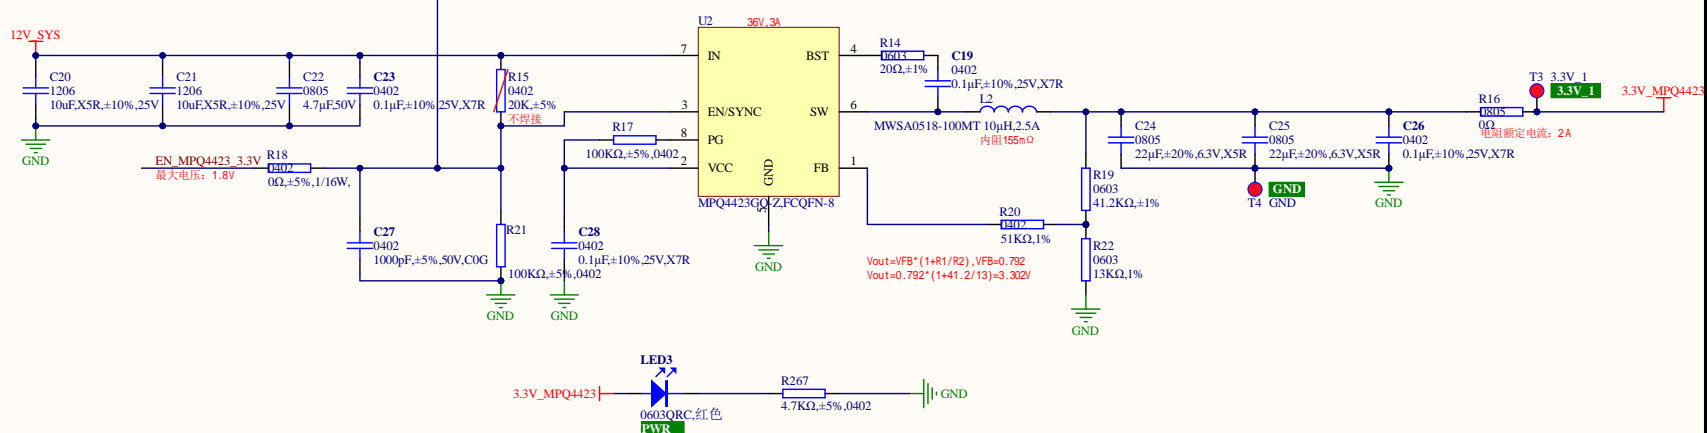 12V_SYS
C20
1206
10uF,X5R,±10%,25V
C21
1206
10uF,X5R,±10%,25V
C22
0805
4.7µF,50V
C23
0402
0.1µF,±10%,25V,X7R
GND
R15
0402
20K,±5%
不焊接
EN_MPQ4423_3.3V
最大电压：1.8V
R18
0402
0Ω,±5%,1/16W,
R17
100KΩ,±5%,0402
C27
0402
1000pF,±5%,50V,C0G
R21
100KΩ,±5%,0402
GND
C28
0402
0.1µF,±10%,25V,X7R
GND
U2
36V,3A
7
IN
3
EN/SYNC
8
PG
2
VCC
BST
4
SW
6
FB
1
GND
5
MPQ4423GQ-Z,FCQFN-8
GND
R14
0603
20Ω,±1%
C19
0402
0.1µF,±10%,25V,X7R
L2
MWSA0518-100MT 10µH,2.5A
内阻155mΩ
R20
0402
51KΩ,1%
R19
0603
41.2KΩ,±1%
R22
0603
13KΩ,1%
GND
Vout=VFB*(1+R1/R2),VFB=0.792
Vout=0.792*(1+41.2/13)=3.302V
C24
0805
22µF,±20%,6.3V,X5R
C25
0805
22µF,±20%,6.3V,X5R
C26
0402
0.1µF,±10%,25V,X7R
GND
T4
GND
GND
R16
0805
0Ω
电阻额定电流：2A
T3
3.3V_1
3.3V_1
3.3V_MPQ4423
LED3
3.3V_MPQ4423
0603QRC,红色
PWR
R267
4.7KΩ,±5%,0402
GND